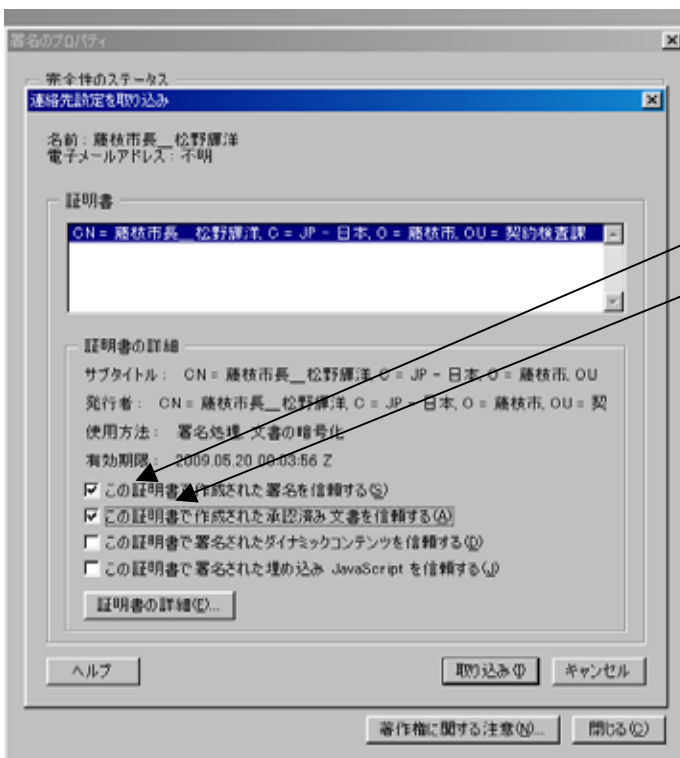 署名のプロパティ
完全性のステータス
連絡先設定を取り込み
名前：藤枝市長__松野輝洋
電子メールアドレス：不明
証明書
CN= 藤枝市長__松野輝洋, C = JP - 日本, O = 藤枝市, OU = 契約検査課
証明書の詳細
サブタイトル： CN= 藤枝市長__松野輝洋, C = JP - 日本, O = 藤枝市, OU
発行者： CN= 藤枝市長__松野輝洋, C = JP - 日本, O = 藤枝市, OU = 契
使用方法： 署名処理 文書の暗号化
有効期限： 2009.05.20 00:03:56 Z
この証明書で作成された署名を信頼する(S)
この証明書で作成された承認済み文書を信頼する(A)
この証明書で署名されたダイナミックコンテンツを信頼する(D)
この証明書で署名された埋め込み JavaScript を信頼する(J)
証明書の詳細(E)...
ヘルプ
取り込み(I)
キャンセル
著作権に関する注意(N)...
閉じる(C)